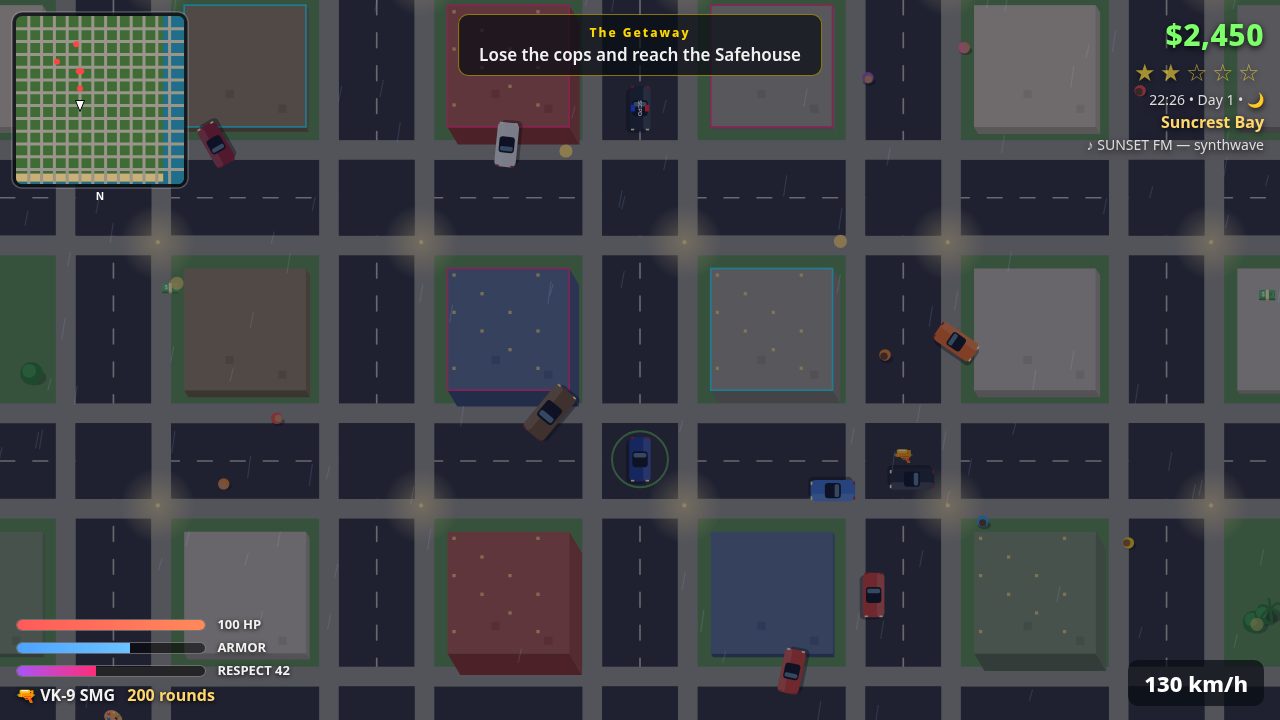 The Getaway
Lose the cops and reach the Safehouse
$2,450
22:26 • Day 1 •
Suncrest Bay
♪ SUNSET FM — synthwave
N
100 HP
ARMOR
RESPECT 42
VK-9 SMG 200 rounds
130 km/h